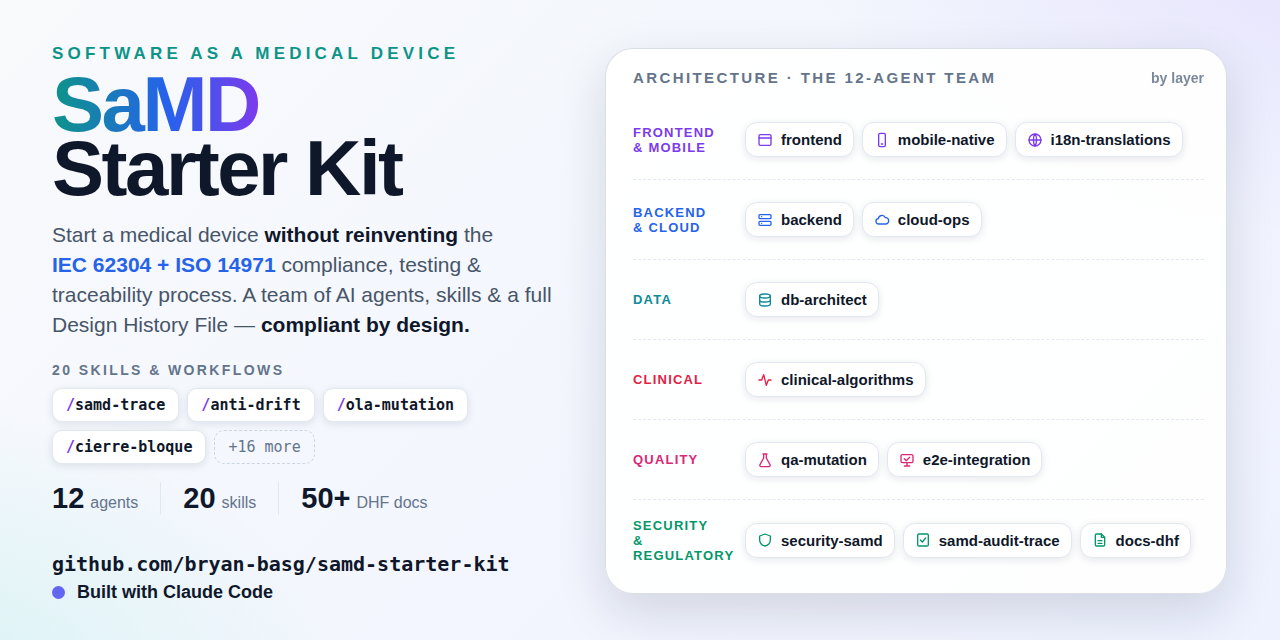 SOFTWARE AS A MEDICAL DEVICE
SaMD
Starter Kit
Start a medical device without reinventing the
IEC 62304 + ISO 14971 compliance, testing &
traceability process. A team of AI agents, skills & a full
Design History File — compliant by design.
20 SKILLS & WORKFLOWS
/samd-trace /anti-drift /ola-mutation
/cierre-bloque +16 more
12 agents 20 skills 50+ DHF docs
github.com/bryan-basg/samd-starter-kit
Built with Claude Code
ARCHITECTURE · THE 12-AGENT TEAM by layer
FRONTEND
& MOBILE
frontend mobile-native i18n-translations
BACKEND
& CLOUD
backend cloud-ops
DATA
db-architect
CLINICAL
clinical-algorithms
QUALITY
qa-mutation e2e-integration
SECURITY
&
REGULATORY
security-samd samd-audit-trace docs-dhf